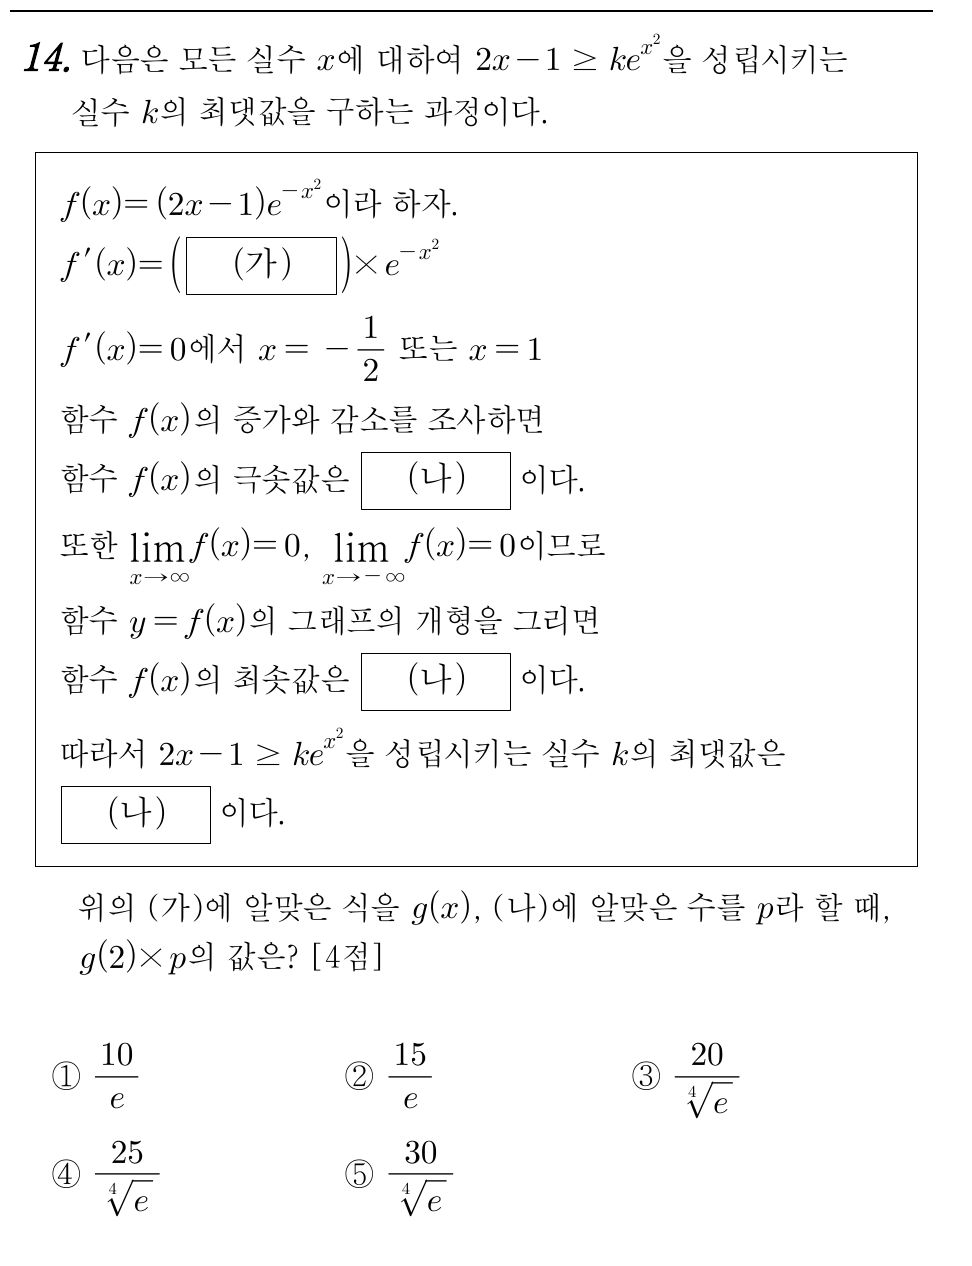 14. 다음은 모든 실수 $x$에 대하여 $2x-1 \geq ke^{x^2}$을 성립시키는
실수 $k$의 최댓값을 구하는 과정이다.
$f(x)=(2x-1)e^{-x^2}$이라 하자.
$f'(x)=($ (가) $)\times e^{-x^2}$
$f'(x)=0$에서 $x=-\frac{1}{2}$ 또는 $x=1$
함수 $f(x)$의 증가와 감소를 조사하면
함수 $f(x)$의 극솟값은 (나) 이다.
또한 $\lim_{x \to \infty} f(x)=0$, $\lim_{x \to -\infty} f(x)=0$이므로
함수 $y=f(x)$의 그래프의 개형을 그리면
함수 $f(x)$의 최솟값은 (나) 이다.
따라서 $2x-1 \geq ke^{x^2}$을 성립시키는 실수 $k$의 최댓값은
(나) 이다.
위의 (가)에 알맞은 식을 $g(x)$, (나)에 알맞은 수를 $p$라 할 때,
$g(2)\times p$의 값은? [4점]
① $\frac{10}{e}$ ② $\frac{15}{e}$ ③ $\frac{20}{\sqrt[4]{e}}$
④ $\frac{25}{\sqrt[4]{e}}$ ⑤ $\frac{30}{\sqrt[4]{e}}$